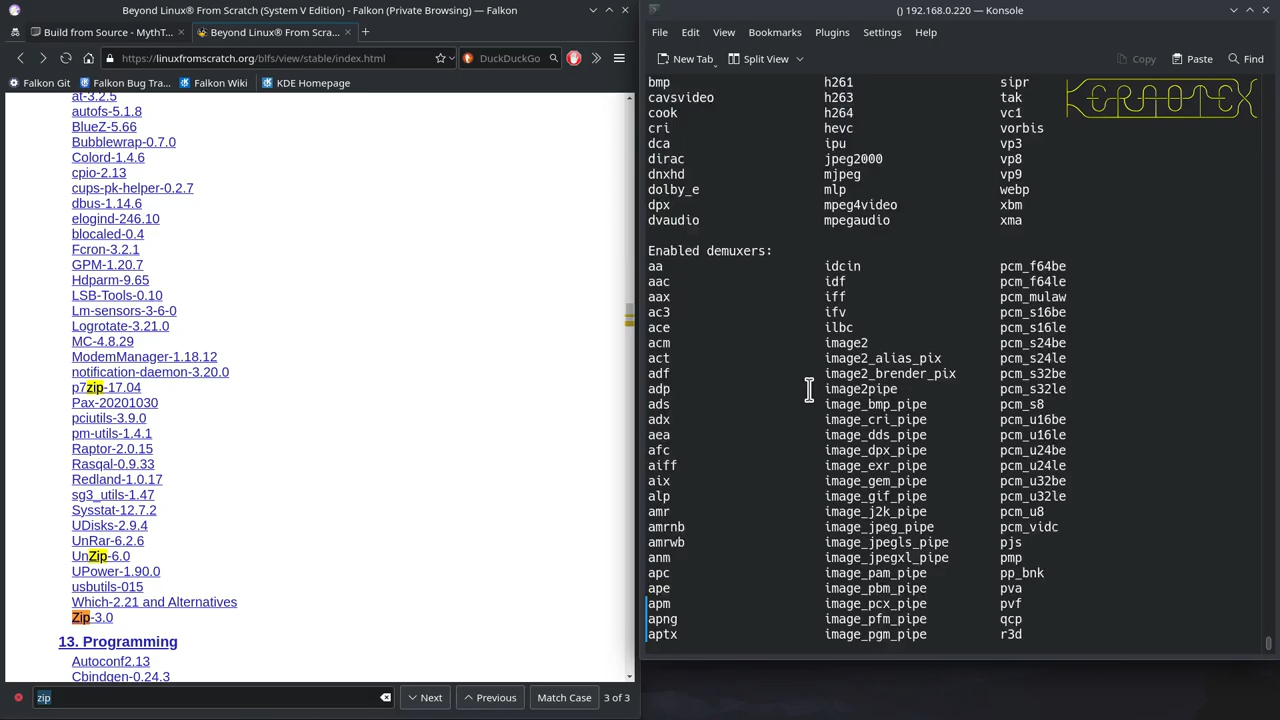 Beyond Linux® From Scratch (System V Edition) - Falkon (Private Browsing) — Falkon
Build from Source - MythT...
Beyond Linux® From Scra...
https://linuxfromscratch.org/blfs/view/stable/index.html
DuckDuckGo
Falkon Git
Falkon Bug Tra...
Falkon Wiki
KDE Homepage
at-3.2.5
autofs-5.1.8
BlueZ-5.66
Bubblewrap-0.7.0
Colord-1.4.6
cpio-2.13
cups-pk-helper-0.2.7
dbus-1.14.6
elogind-246.10
blocaled-0.4
Fcron-3.2.1
GPM-1.20.7
Hdparm-9.65
LSB-Tools-0.10
Lm-sensors-3-6-0
Logrotate-3.21.0
MC-4.8.29
ModemManager-1.18.12
notification-daemon-3.20.0
p7zip-17.04
Pax-20201030
pciutils-3.9.0
pm-utils-1.4.1
Raptor-2.0.15
Rasqal-0.9.33
Redland-1.0.17
sg3_utils-1.47
Sysstat-12.7.2
UDisks-2.9.4
UnRar-6.2.6
UnZip-6.0
UPower-1.90.0
usbutils-015
Which-2.21 and Alternatives
Zip-3.0
13. Programming
Autoconf2.13
Cbindgen-0.24.3
zip
Next
Previous
Match Case
3 of 3
() 192.168.0.220 — Konsole
File Edit View Bookmarks Plugins Settings Help
New Tab Split View Copy Paste Find
bmp h261 sipr
cavsvideo h263 tak
cook h264 vc1
cri hevc vorbis
dca ipu vp3
dirac jpeg2000 vp8
dnxhd mjpeg vp9
dolby_e mlp webp
dpx mpeg4video xbm
dvaudio mpegaudio xma
Enabled demuxers:
aa idcin pcm_f64be
aac idf pcm_f64le
aax iff pcm_mulaw
ac3 ifv pcm_s16be
ace ilbc pcm_s16le
acm image2 pcm_s24be
act image2_alias_pix pcm_s24le
adf image2_brender_pix pcm_s32be
adp image2pipe pcm_s32le
ads image_bmp_pipe pcm_s8
adx image_cri_pipe pcm_u16be
aea image_dds_pipe pcm_u16le
afc image_dpx_pipe pcm_u24be
aiff image_exr_pipe pcm_u24le
aix image_gem_pipe pcm_u32be
alp image_gif_pipe pcm_u32le
amr image_j2k_pipe pcm_u8
amrnb image_jpeg_pipe pcm_vidc
amrwb image_jpegls_pipe pjs
anm image_jpegxl_pipe pmp
apc image_pam_pipe pp_bnk
ape image_pbm_pipe pva
apm image_pcx_pipe pvf
apng image_pfm_pipe qcp
aptx image_pgm_pipe r3d